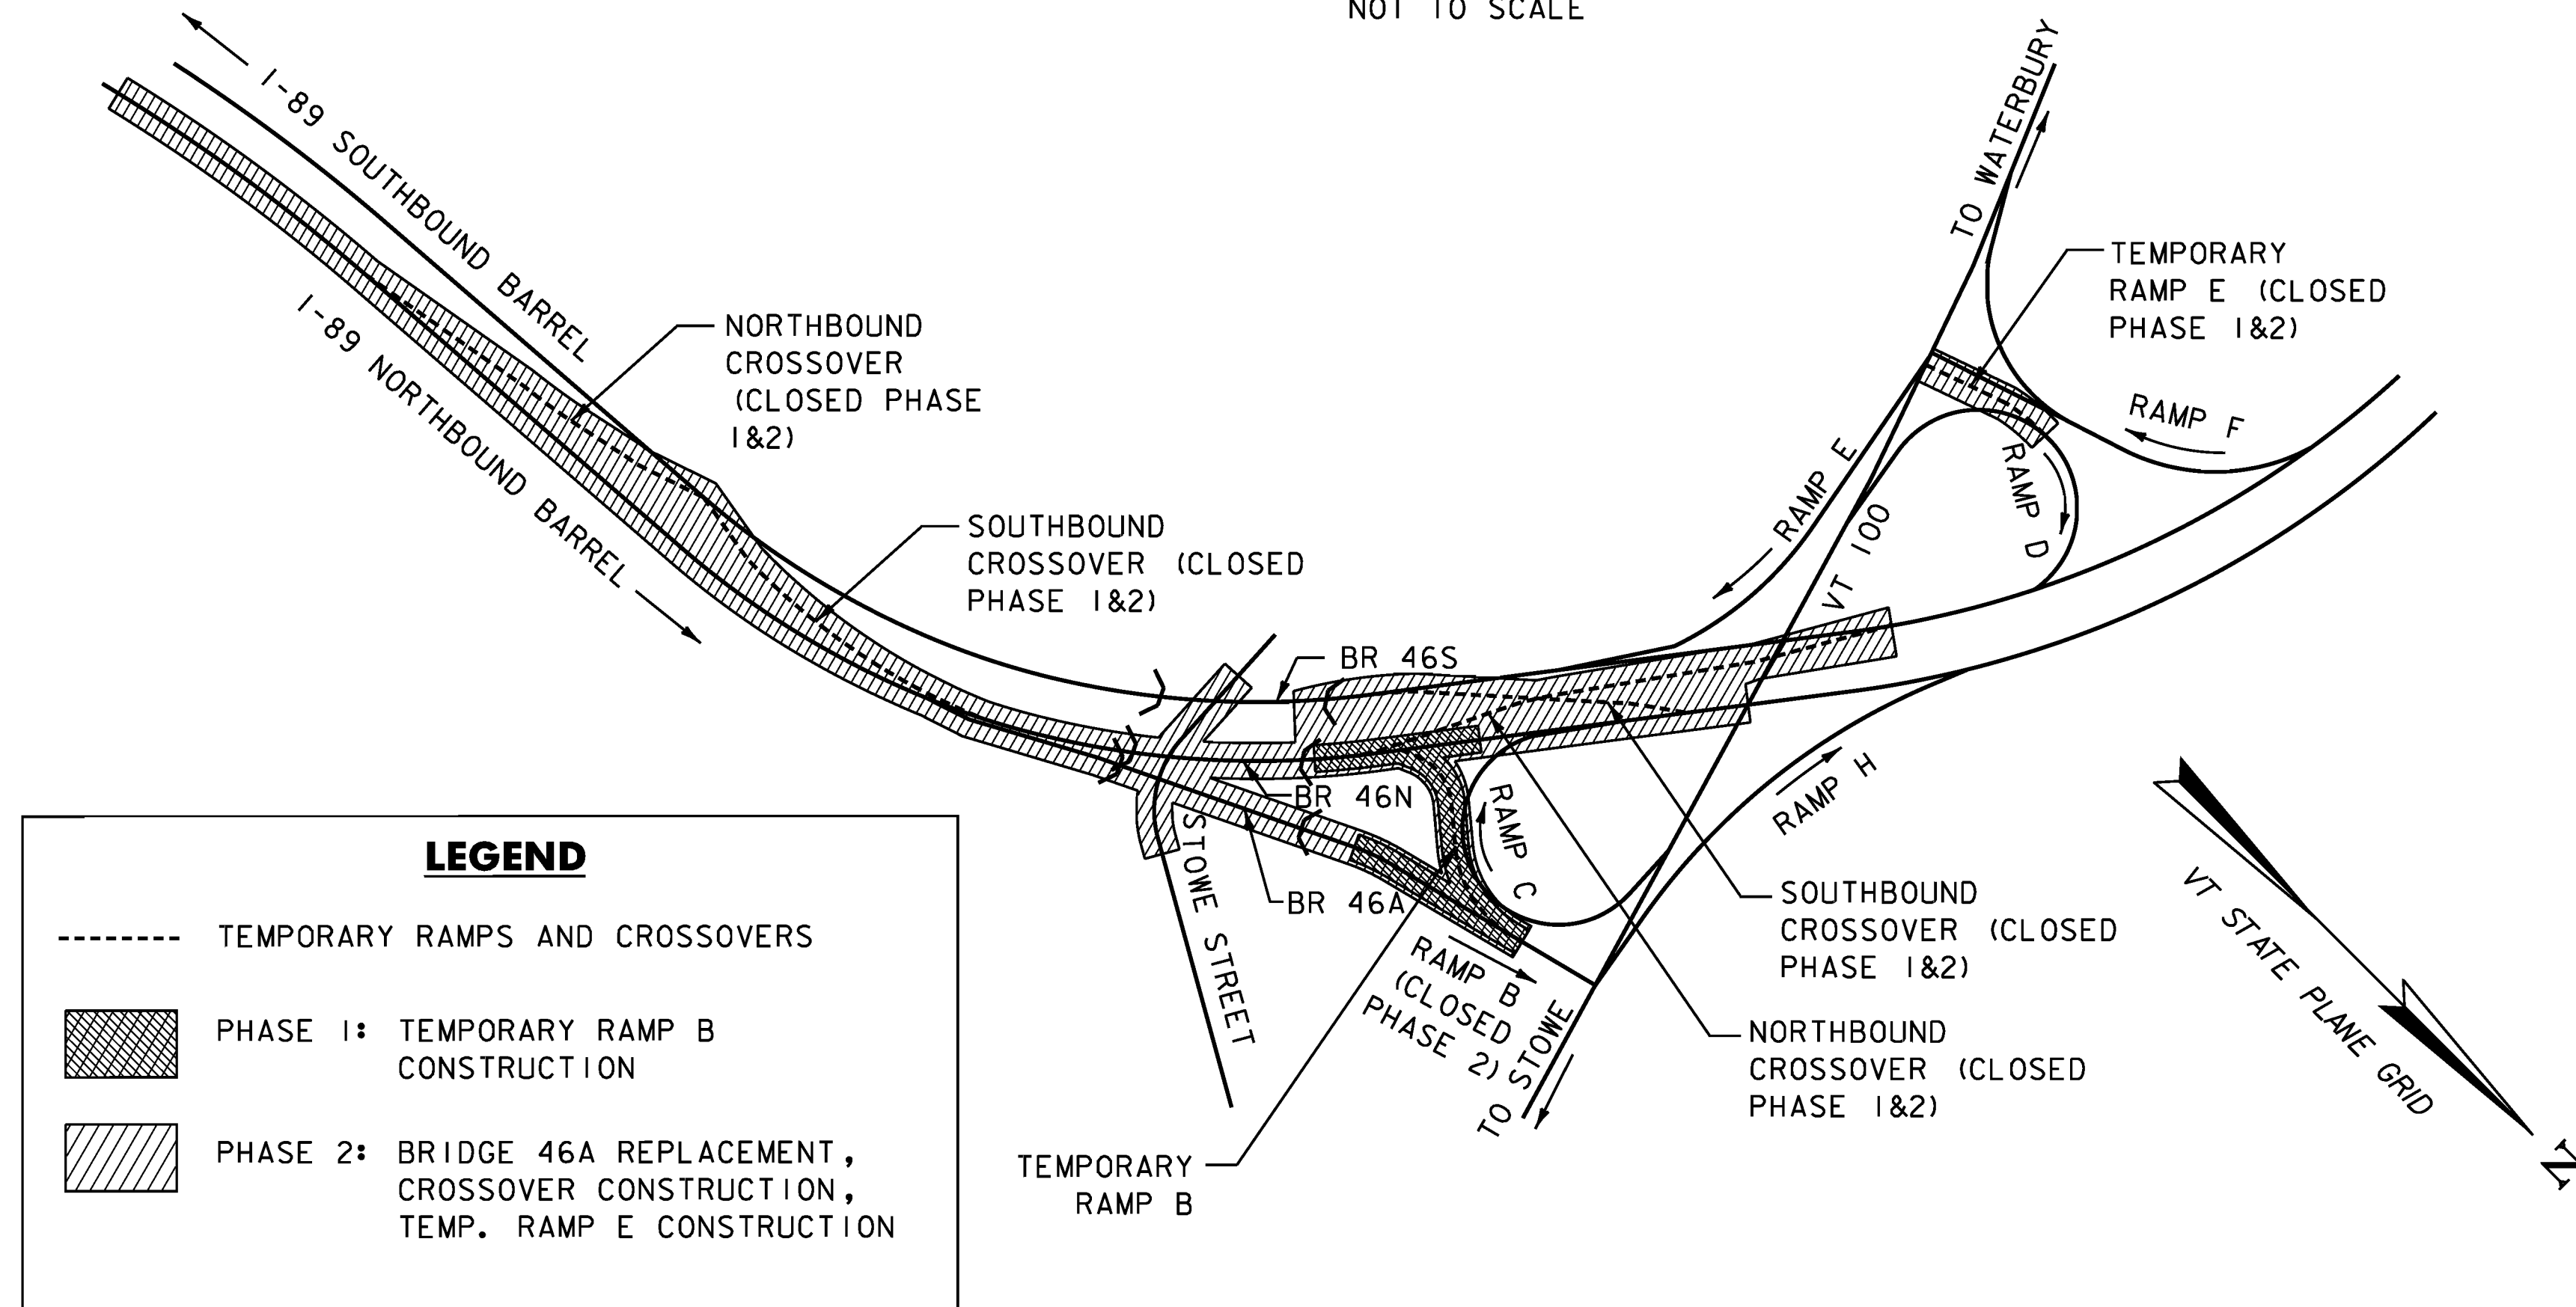 NOT TO SCALE
I-89 SOUTHBOUND BARREL
I-89 NORTHBOUND BARREL
NORTHBOUND
CROSSOVER
(CLOSED PHASE
1&2)
SOUTHBOUND
CROSSOVER (CLOSED
PHASE 1&2)
TO WATERBURY
TEMPORARY
RAMP E (CLOSED
PHASE 1&2)
RAMP F
RAMP D
RAMP E
VT 100
BR 46S
BR 46N
BR 46A
STOWE STREET
RAMP C
RAMP H
RAMP B
(CLOSED
PHASE 2)
TO STOWE
SOUTHBOUND
CROSSOVER (CLOSED
PHASE 1&2)
NORTHBOUND
CROSSOVER (CLOSED
PHASE 1&2)
TEMPORARY
RAMP B
VT STATE PLANE GRID
N
LEGEND
TEMPORARY RAMPS AND CROSSOVERS
PHASE 1: TEMPORARY RAMP B
CONSTRUCTION
PHASE 2: BRIDGE 46A REPLACEMENT,
CROSSOVER CONSTRUCTION,
TEMP. RAMP E CONSTRUCTION